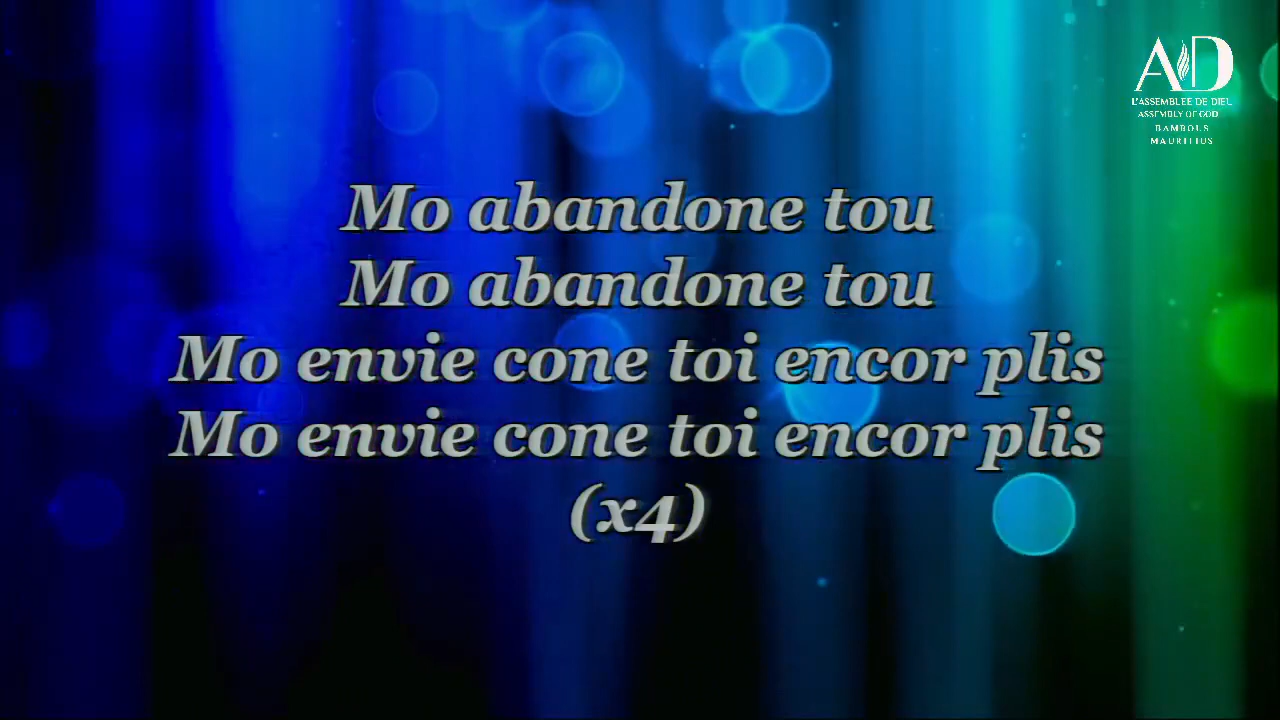 AD
L'ASSEMBLEE DE DIEU
ASSEMBLY OF GOD
BAMBOUS
MAURITIUS
Mo abandone tou
Mo abandone tou
Mo envie cone toi encor plis
Mo envie cone toi encor plis
(x4)